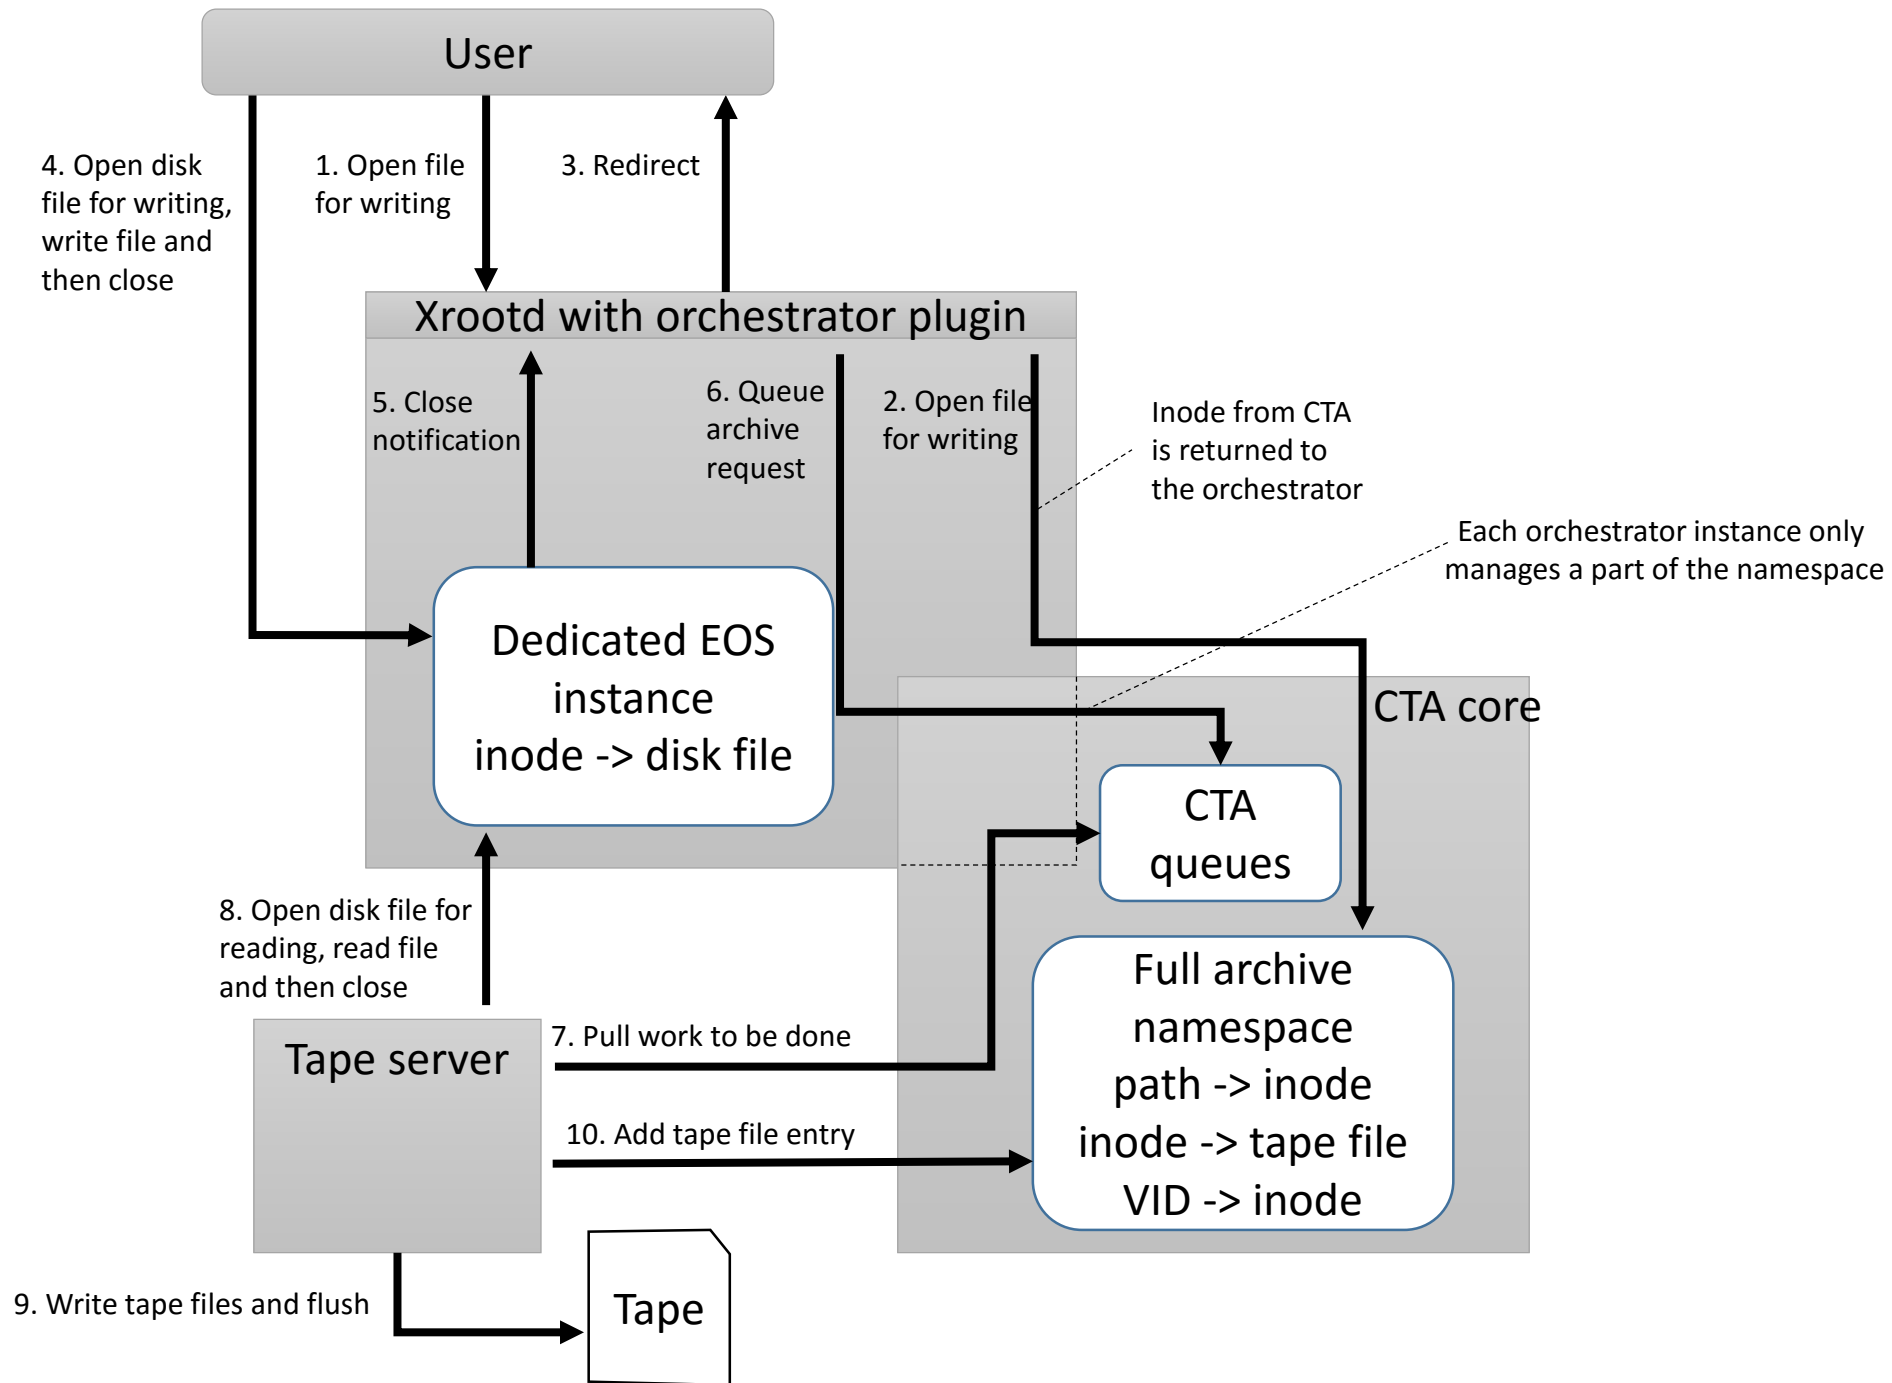 User
4. Open disk
file for writing,
write file and
then close
1. Open file
for writing
3. Redirect
Xrootd with orchestrator plugin
5. Close
notification
6. Queue
archive
request
2. Open file
for writing
Inode from CTA
is returned to
the orchestrator
Each orchestrator instance only
manages a part of the namespace
Dedicated EOS
instance
inode -> disk file
CTA core
CTA
queues
8. Open disk file for
reading, read file
and then close
Full archive
namespace
path -> inode
inode -> tape file
VID -> inode
Tape server
7. Pull work to be done
10. Add tape file entry
9. Write tape files and flush
Tape